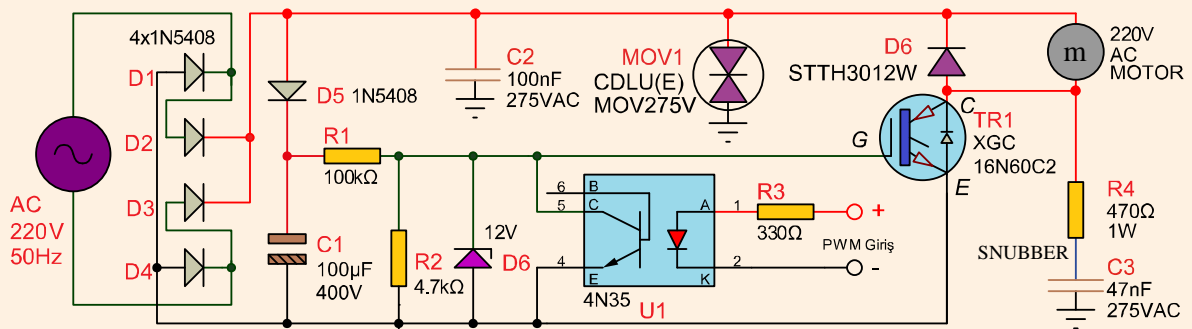 4x1N5408
D1
D2
D3
D4
AC
220V
50Hz
D5 1N5408
R1
100kΩ
C1
100µF
400V
R2
4.7kΩ
12V
D6
C2
100nF
275VAC
MOV1
CDLU(E)
MOV275V
6
B
5
C
4
E
A
1
K
2
4N35
U1
R3
330Ω
+
PWM Giriş
-
D6
STTH3012W
C
G
E
TR1
XGC
16N60C2
m
220V
AC
MOTOR
R4
470Ω
1W
SNUBBER
C3
47nF
275VAC